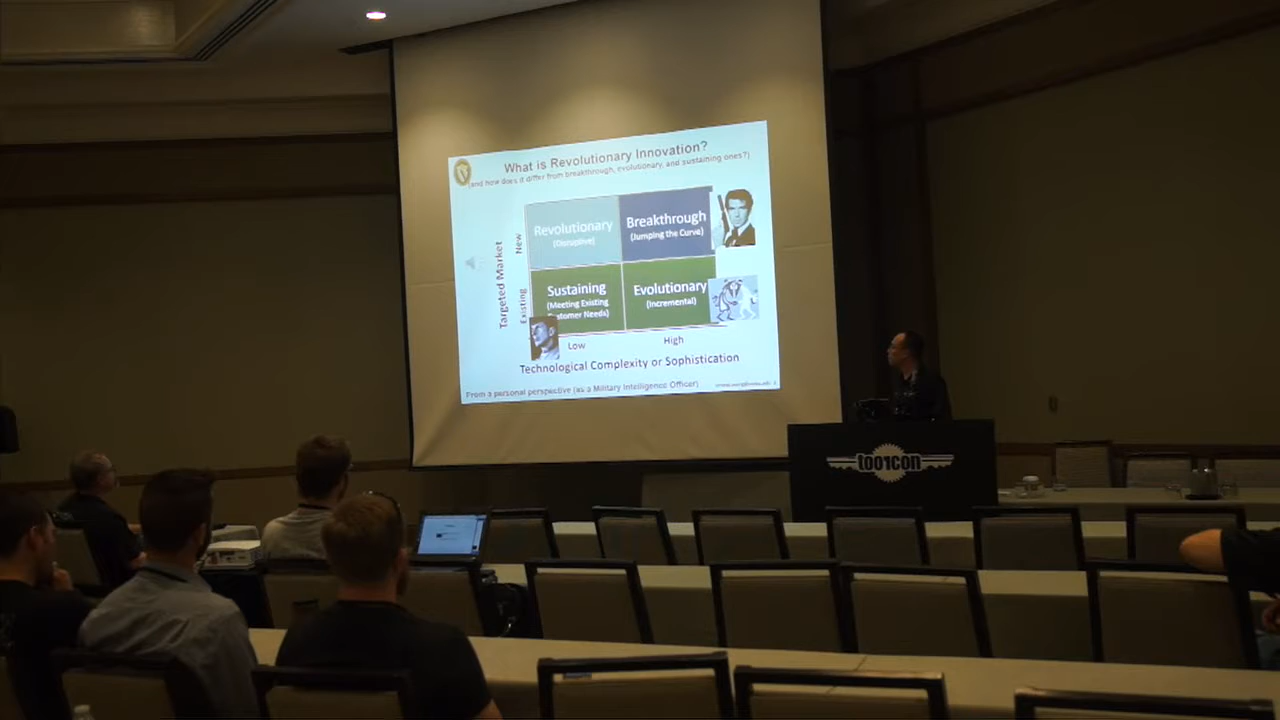 What is Revolutionary Innovation?
(and how does it differ from breakthrough, evolutionary, and sustaining ones?)
Targeted Market
New
Existing
Revolutionary
(Disruptive)
Breakthrough
(Jumping the Curve)
Sustaining
(Meeting Existing
Customer Needs)
Evolutionary
(Incremental)
Low
High
Technological Complexity or Sophistication
From a personal perspective (as a Military Intelligence Officer)
too1con